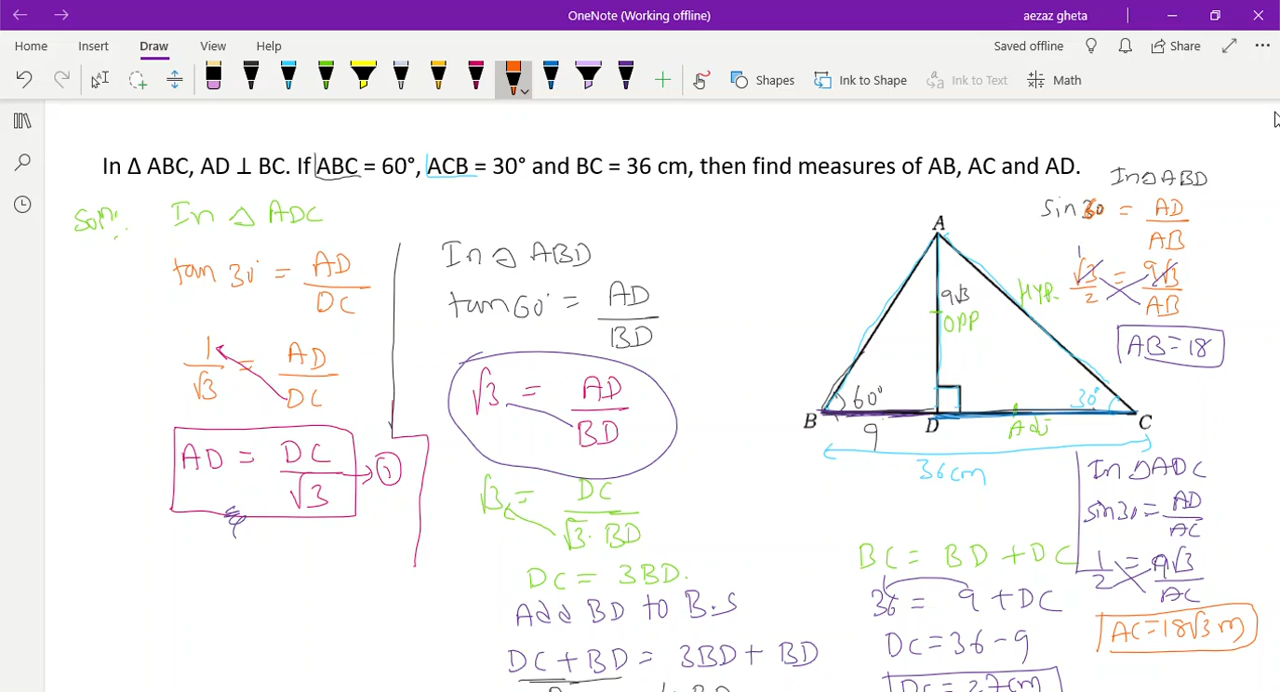 OneNote (Working offline)
aezaz gheta
Home Insert Draw View Help
Saved offline
Share
Shapes
Ink to Shape
Ink to Text
Math
In Δ ABC, AD ⊥ BC. If ABC = 60°, ACB = 30° and BC = 36 cm, then find measures of AB, AC and AD.
Soln:
In △ ADC
tan 30° = AD/DC
1/√3 = AD/DC
AD = DC/√3 → ①
In △ ABD
tan 60° = AD/BD
√3 = AD/BD
√3 = DC/√3·BD
DC = 3BD.
Add BD to B.S
DC + BD = 3BD + BD
A
9√3
OPP
HYP.
60°
30°
B
D
C
9
Adj
36cm
BC = BD + DC
36 = 9 + DC
DC = 36 - 9
DC = 27cm
In △ ABD
sin 60 = AD/AB
√3/2 = 9√3/AB
1
AB = 18
In △ ADC
sin 30 = AD/AC
1/2 = 9√3/AC
AC = 18√3 m